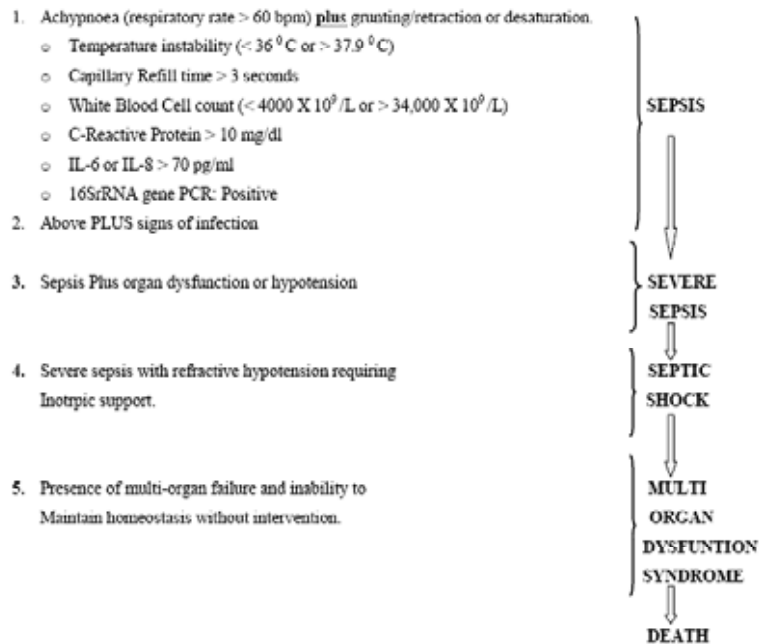 1. Achypnoea (respiratory rate > 60 bpm) plus grunting/retraction or desaturation.
○ Temperature instability (< 36 ⁰C or > 37.9 ⁰C)
○ Capillary Refill time > 3 seconds
○ White Blood Cell count (< 4000 X 10⁹ /L or > 34,000 X 10⁹ /L)
○ C-Reactive Protein > 10 mg/dl
○ IL-6 or IL-8 > 70 pg/ml
○ 16SrRNA gene PCR: Positive
2. Above PLUS signs of infection
SEPSIS
3. Sepsis Plus organ dysfunction or hypotension
SEVERE
SEPSIS
4. Severe sepsis with refractive hypotension requiring
Inotrpic support.
SEPTIC
SHOCK
5. Presence of multi-organ failure and inability to
Maintain homeostasis without intervention.
MULTI
ORGAN
DYSFUNTION
SYNDROME
DEATH